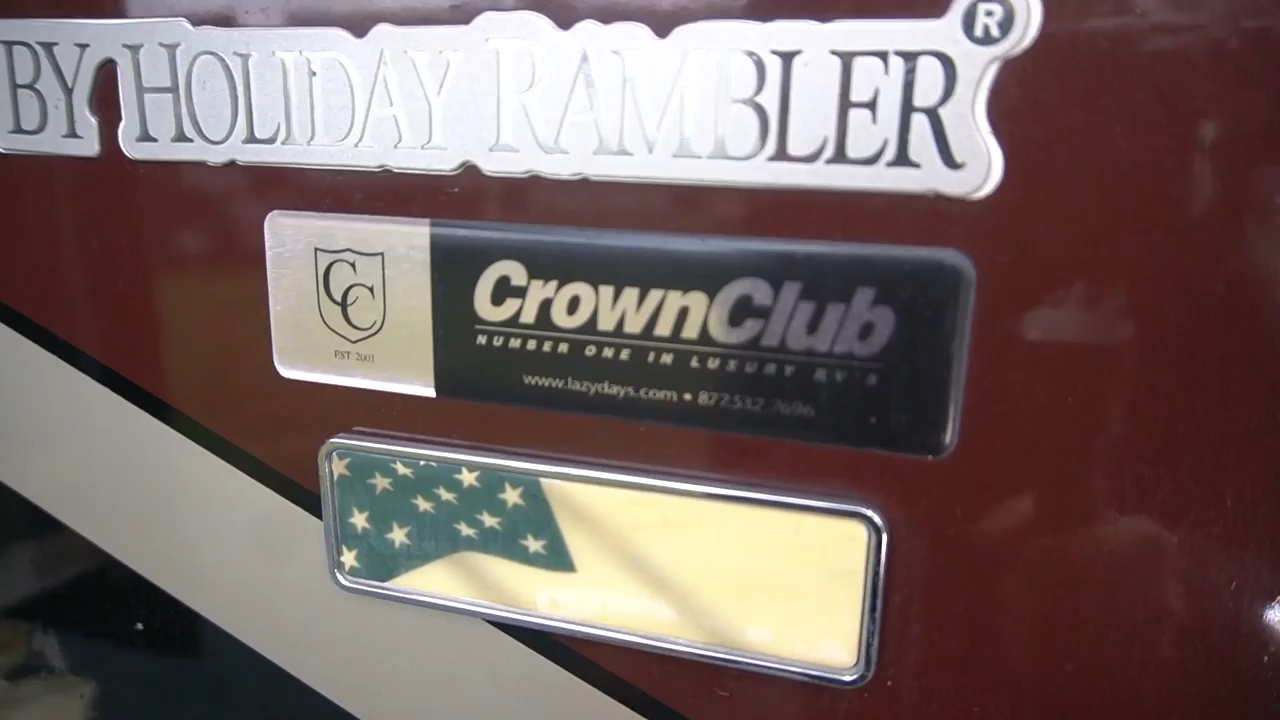 BY HOLIDAY RAMBLER®
CC
EST. 2001
CrownClub
NUMBER ONE IN LUXURY RV'S
www.lazydays.com • 877.532.7696